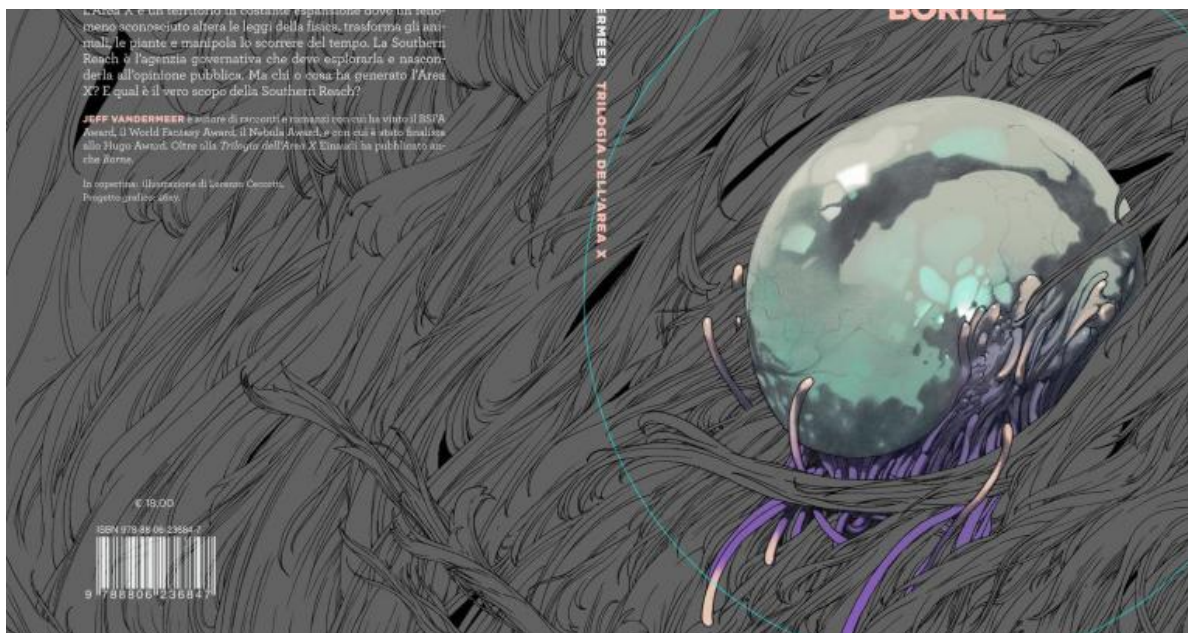 L'Area X è un territorio di costante espansione dove un feno-
meno sconosciuto altera le leggi della fisica, trasforma gli ani-
mali, le piante e manipola lo scorrere del tempo. La Southern
Reach è l'agenzia governativa che deve esplorarla e nascon-
derla all'opinione pubblica. Ma chi o cosa ha generato l'Area
X? E qual è il vero scopo della Southern Reach?
JEFF VANDERMEER è autore di racconti e romanzi con cui ha vinto il BSFA
Award, il World Fantasy Award, il Nebula Award, e con cui è stato finalista
allo Hugo Award. Oltre alla Trilogia dell'Area X Einaudi ha pubblicato an-
che Borne.
In copertina: illustrazione di Lorenzo Ceccotti.
Progetto grafico: 46xy.
€ 18,00
ISBN 978-88-06-23684-7
9 788806 236847
ERMEER TRILOGIA DELL'AREA X
BORNE